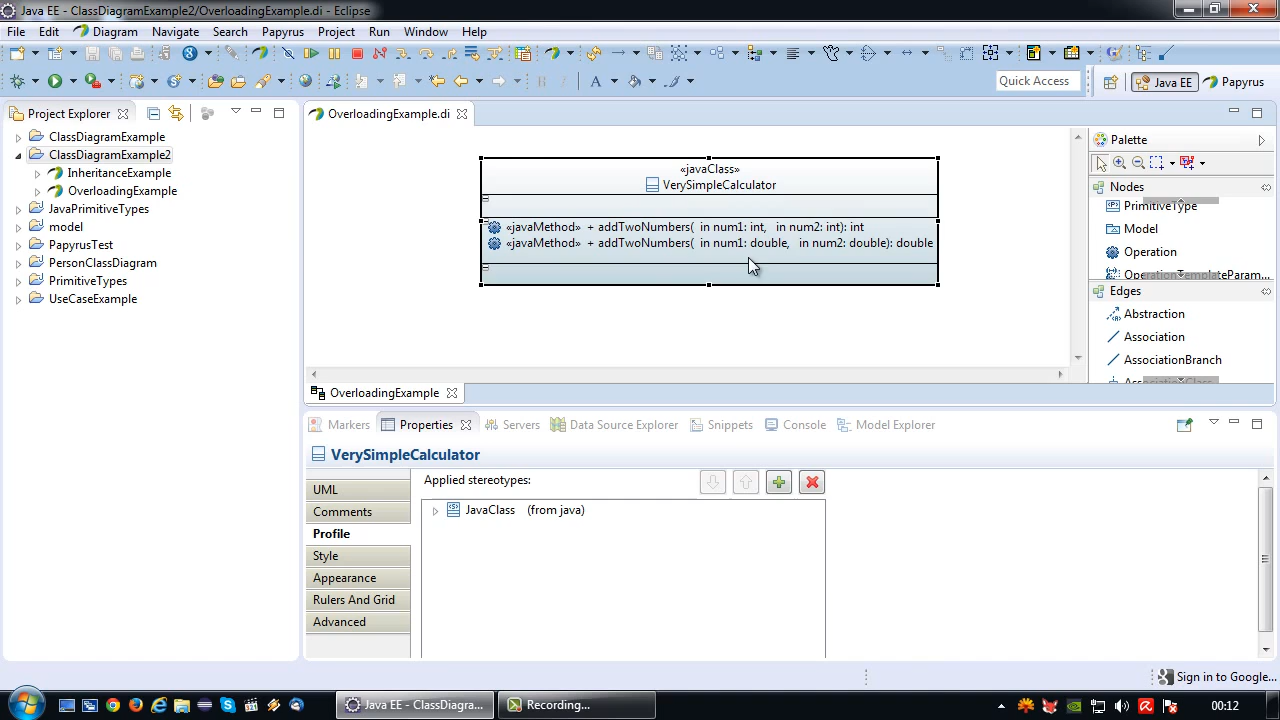 Java EE - ClassDiagramExample2/OverloadingExample.di - Eclipse
File Edit Diagram Navigate Search Papyrus Project Run Window Help
Quick Access
Java EE
Papyrus
Project Explorer
ClassDiagramExample
ClassDiagramExample2
InheritanceExample
OverloadingExample
JavaPrimitiveTypes
model
PapyrusTest
PersonClassDiagram
PrimitiveTypes
UseCaseExample
OverloadingExample.di
«javaClass»
VerySimpleCalculator
«javaMethod» + addTwoNumbers( in num1: int, in num2: int): int
«javaMethod» + addTwoNumbers( in num1: double, in num2: double): double
OverloadingExample
Palette
Nodes
PrimitiveType
Model
Operation
OperationTemplateParam...
Edges
Abstraction
Association
AssociationBranch
Markers Properties Servers Data Source Explorer Snippets Console Model Explorer
VerySimpleCalculator
UML
Comments
Profile
Style
Appearance
Rulers And Grid
Advanced
Applied stereotypes:
JavaClass (from java)
Sign in to Google...
Java EE - ClassDiagra...
Recording...
00:12